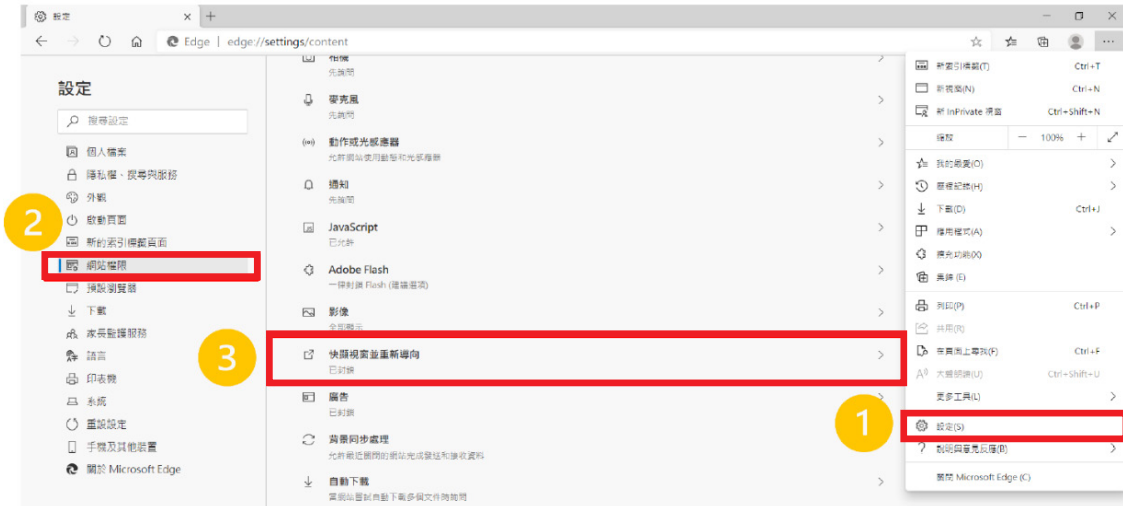 設定
Edge | edge://settings/content
設定
搜尋設定
個人檔案
隱私權、搜尋與服務
外觀
啟動頁面
新的索引標籤頁面
網站權限
預設瀏覽器
下載
家長監護服務
語言
印表機
系統
重設設定
手機及其他裝置
關於 Microsoft Edge
2
相機
先詢問
麥克風
先詢問
動作或光感應器
允許網站使用動態和光感應器
通知
先詢問
JavaScript
已允許
Adobe Flash
一律封鎖 Flash (建議選項)
影像
全部顯示
快顯視窗並重新導向
已封鎖
廣告
已封鎖
背景同步處理
允許最近關閉的網站完成發送和接收資料
自動下載
當網站嘗試自動下載多個文件時詢問
3
新索引標籤(T) Ctrl+T
新視窗(N) Ctrl+N
新 InPrivate 視窗 Ctrl+Shift+N
縮放 — 100% +
我的最愛(O)
歷程記錄(H)
下載(D) Ctrl+J
應用程式(A)
擴充功能(X)
集錦 (E)
列印(P) Ctrl+P
共用(R)
在頁面上尋找(F) Ctrl+F
大聲朗讀(U) Ctrl+Shift+U
更多工具(L)
設定(S)
說明與意見反應(B)
關閉 Microsoft Edge (C)
1